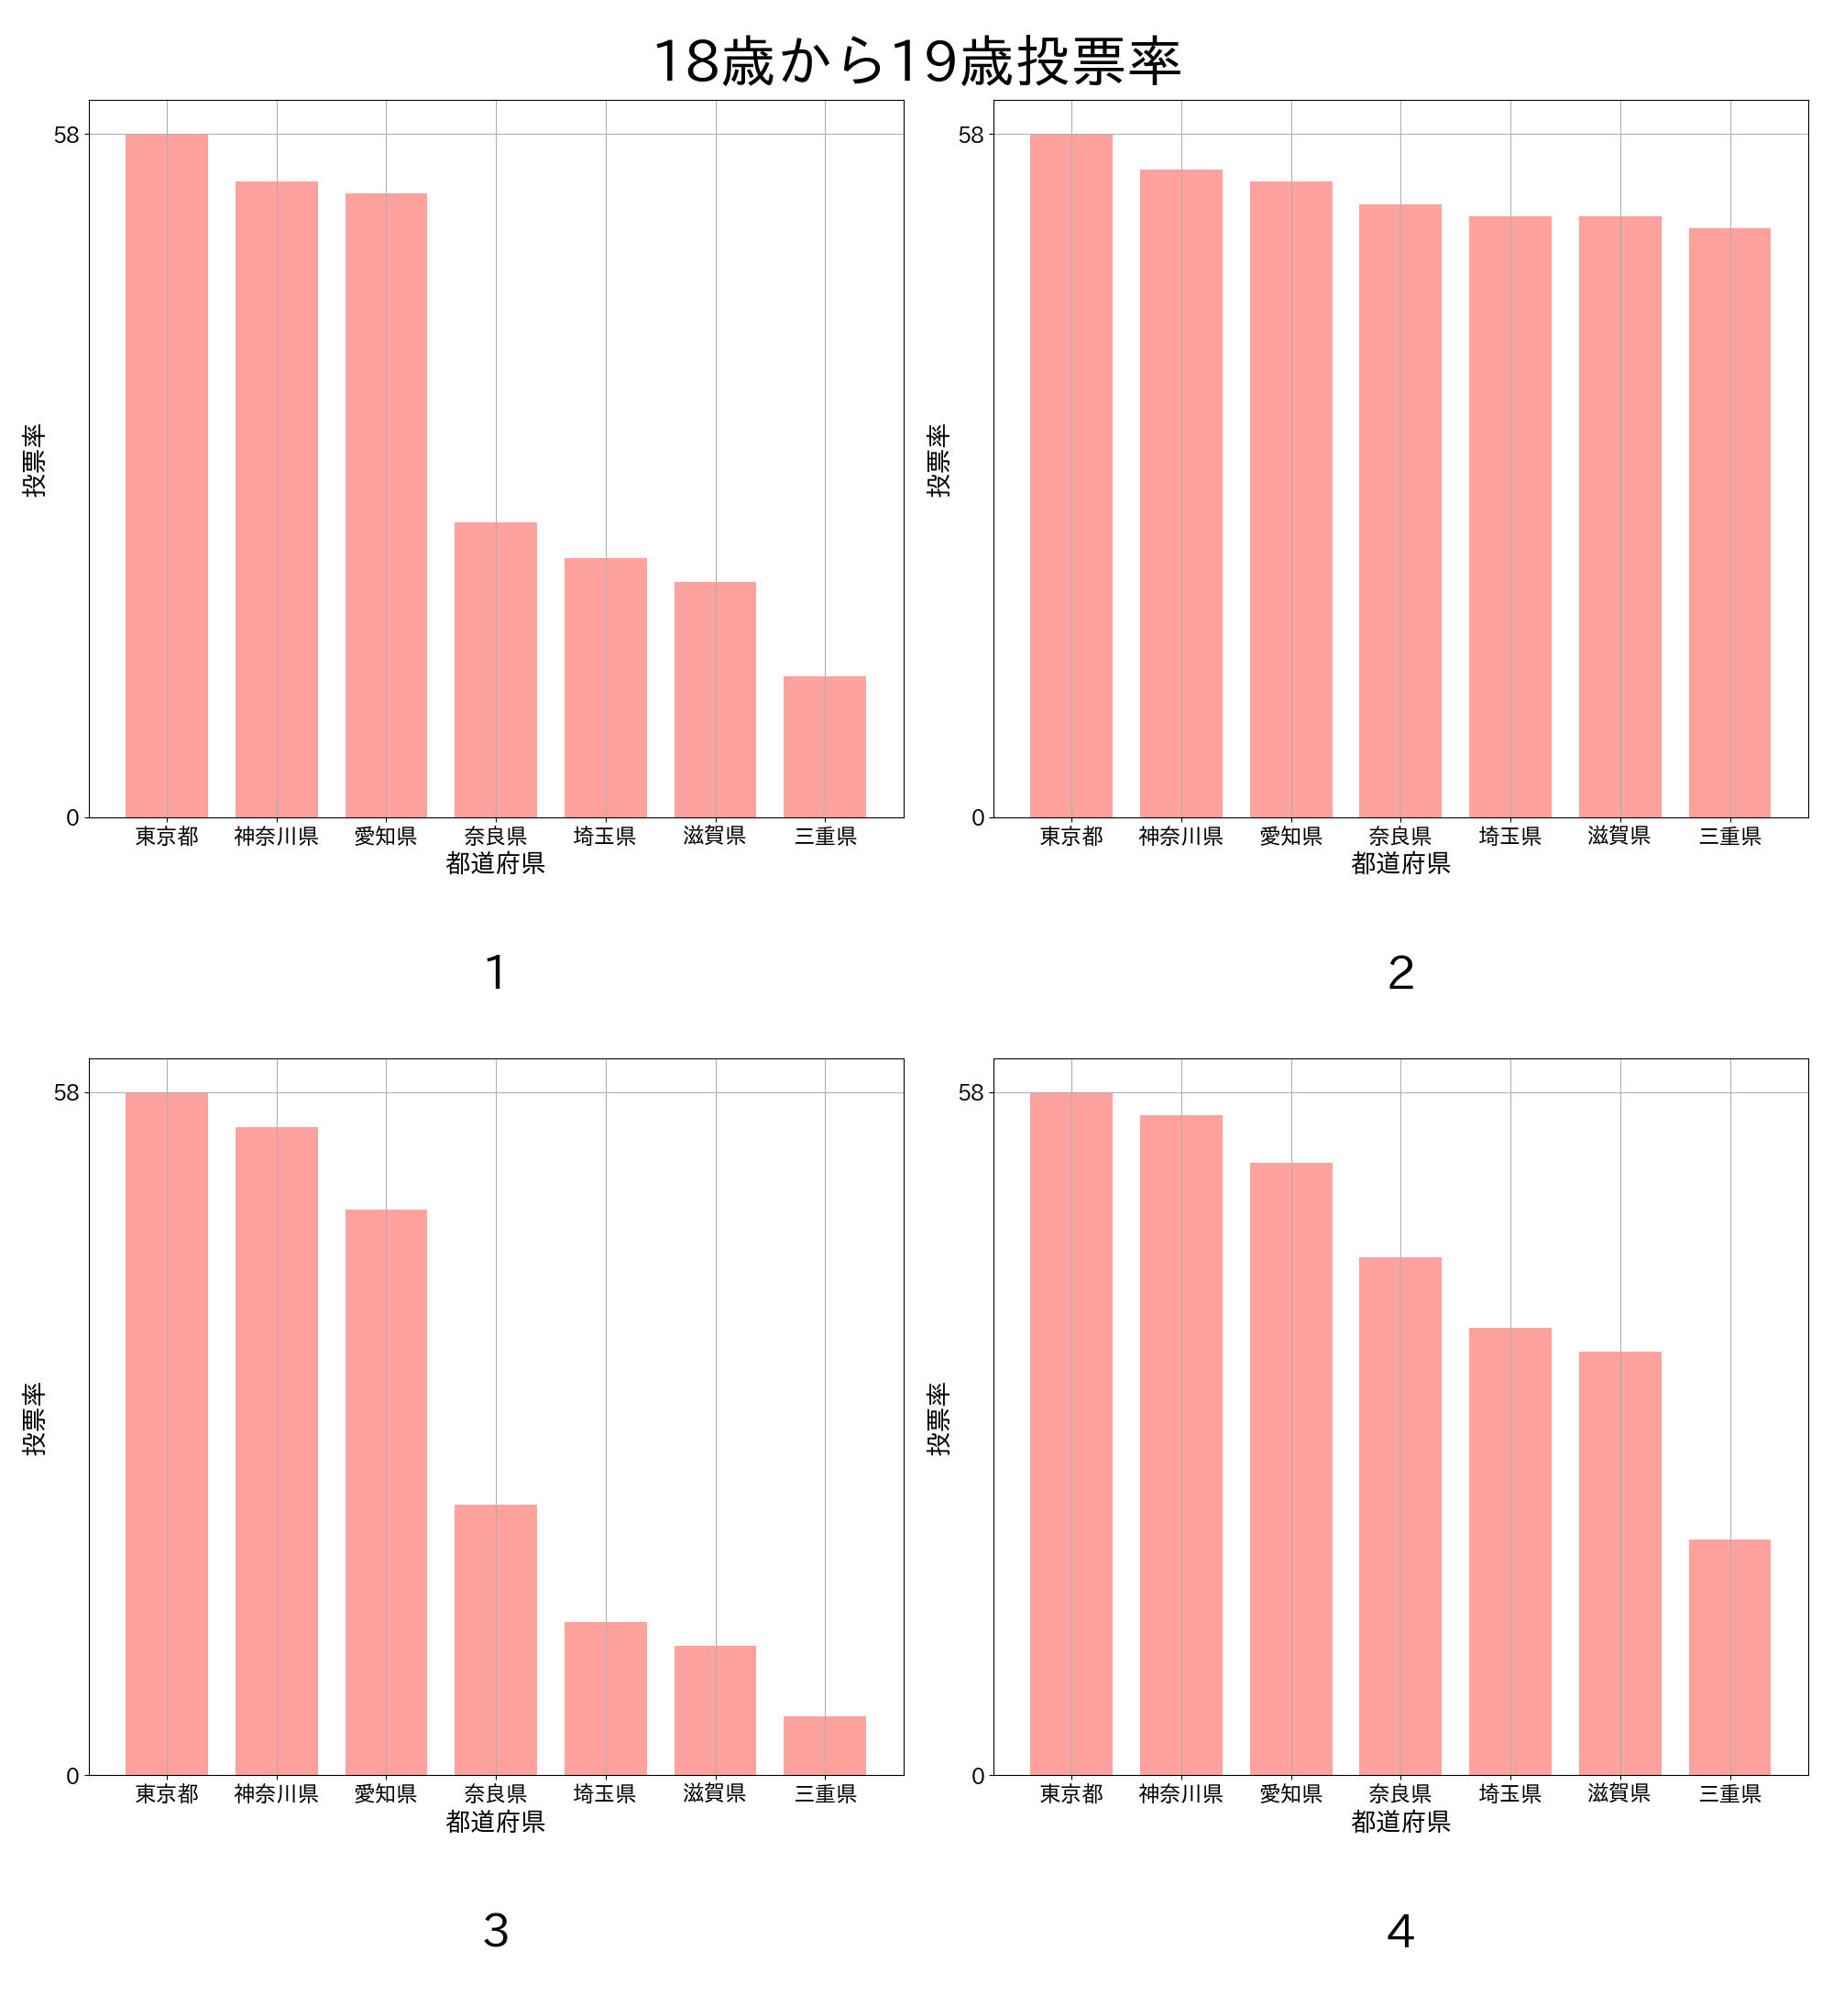 18歳から19歳投票率
58
0
投票率
東京都 神奈川県 愛知県 奈良県 埼玉県 滋賀県 三重県
都道府県
1
58
0
投票率
東京都 神奈川県 愛知県 奈良県 埼玉県 滋賀県 三重県
都道府県
2
58
0
投票率
東京都 神奈川県 愛知県 奈良県 埼玉県 滋賀県 三重県
都道府県
3
58
0
投票率
東京都 神奈川県 愛知県 奈良県 埼玉県 滋賀県 三重県
都道府県
4